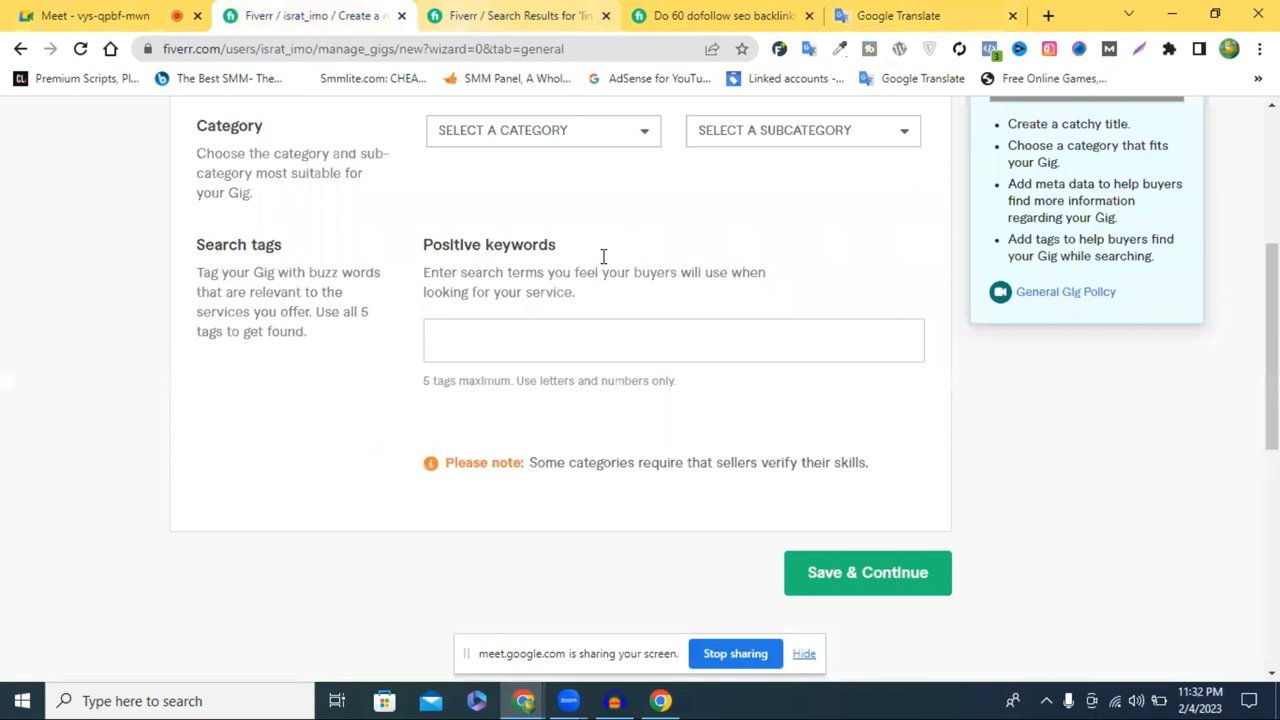 Meet - vys-qpbf-mwn
Fiverr / israt_imo / Create a
Fiverr / Search Results for 'lin
Do 60 dofollow seo backlink
Google Translate
fiverr.com/users/israt_imo/manage_gigs/new?wizard=0&tab=general
Premium Scripts, Pl...
The Best SMM- The...
Smmlite.com: CHEA...
SMM Panel, A Whol...
AdSense for YouTu...
Linked accounts -...
Google Translate
Free Online Games,...
»
Category
SELECT A CATEGORY
SELECT A SUBCATEGORY
Choose the category and sub-
category most suitable for
your Gig.
Search tags
Tag your Gig with buzz words
that are relevant to the
services you offer. Use all 5
tags to get found.
Positive keywords
Enter search terms you feel your buyers will use when
looking for your service.
5 tags maximum. Use letters and numbers only.
Please note: Some categories require that sellers verify their skills.
Save & Continue
• Create a catchy title.
• Choose a category that fits
your Gig.
• Add meta data to help buyers
find more information
regarding your Gig.
• Add tags to help buyers find
your Gig while searching.
General Gig Policy
meet.google.com is sharing your screen.
Stop sharing
Hide
Type here to search
zoom
11:32 PM
2/4/2023